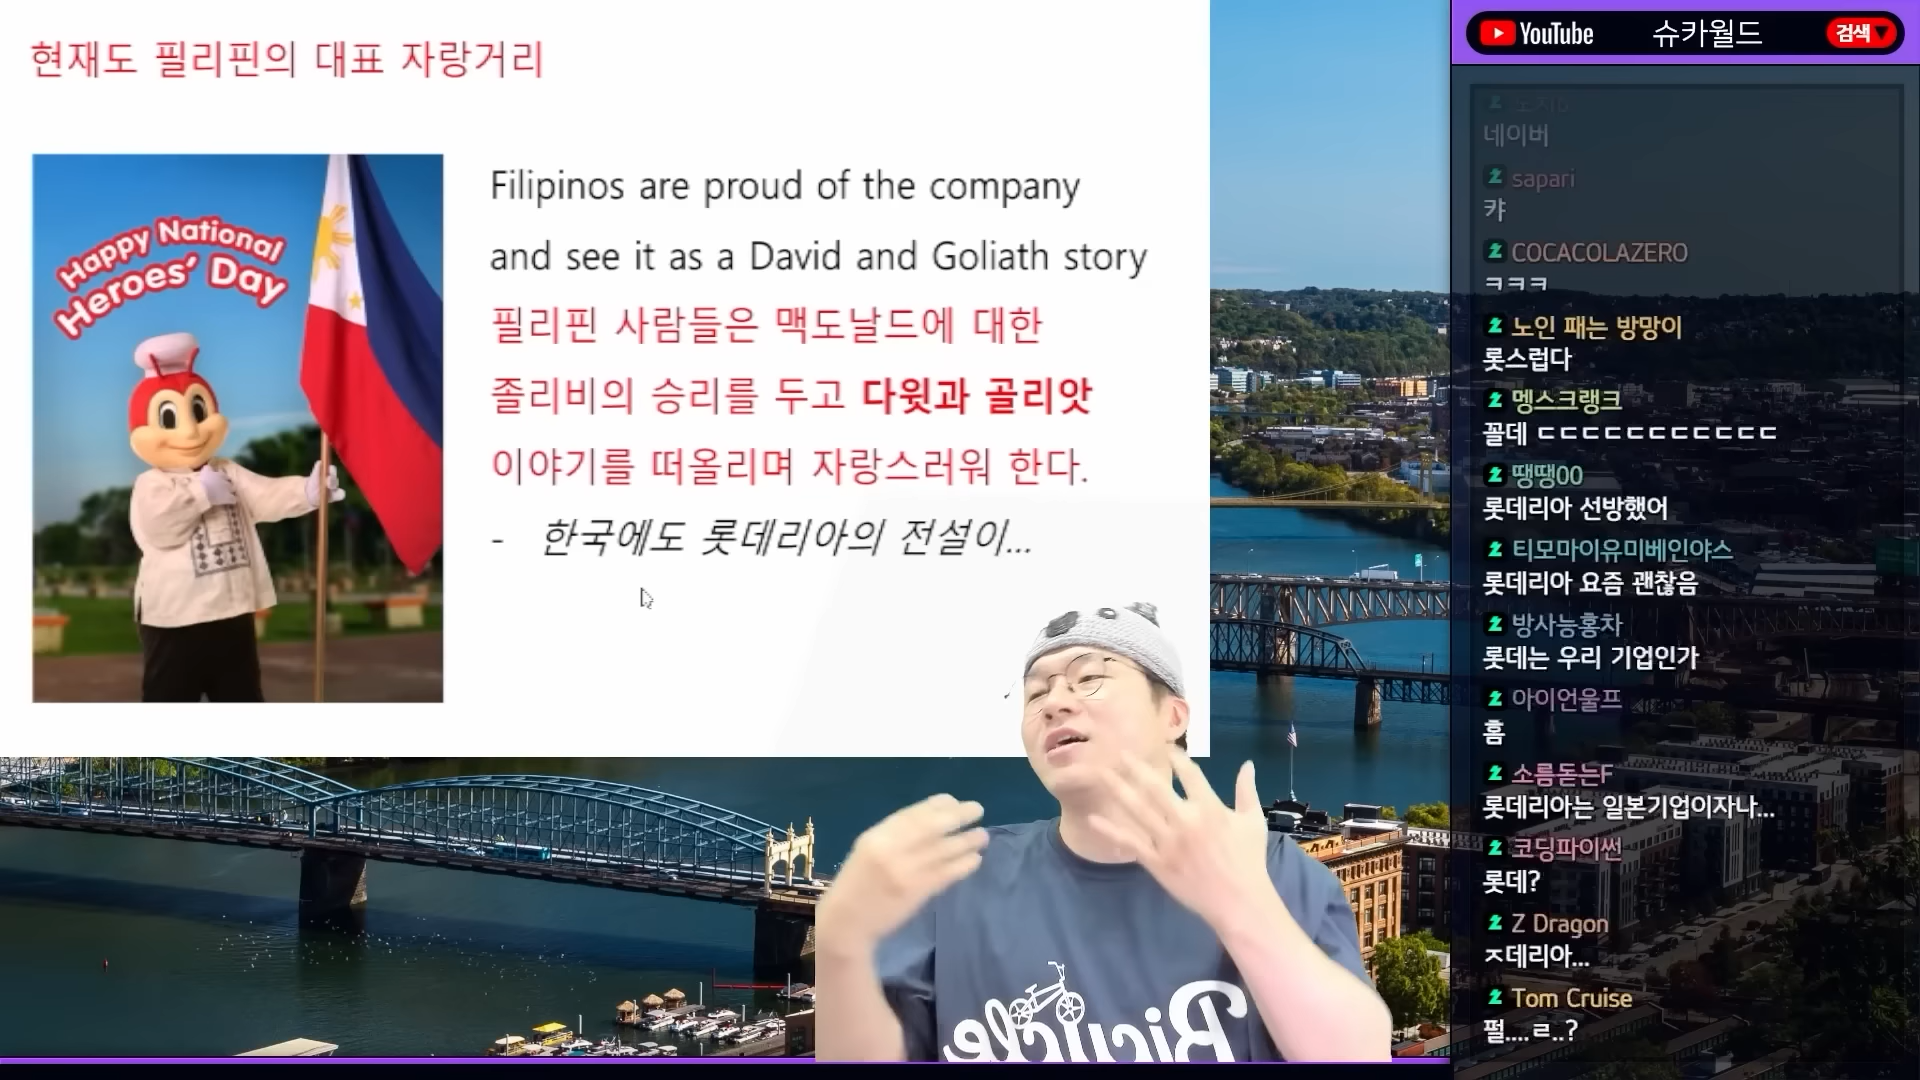 현재도 필리핀의 대표 자랑거리
Happy National
Heroes' Day
Filipinos are proud of the company
and see it as a David and Goliath story
필리핀 사람들은 맥도날드에 대한
졸리비의 승리를 두고 다윗과 골리앗
이야기를 떠올리며 자랑스러워 한다.
- 한국에도 롯데리아의 전설이...
Bicycle
YouTube 슈카월드 검색
네이버
sapari
캬
COCACOLAZERO
ㅋㅋㅋ
노인 패는 방망이
롯스럽다
멩스크랭크
꼴데 ㄷㄷㄷㄷㄷㄷㄷㄷㄷㄷㄷ
땡땡00
롯데리아 선방했어
티모마이유미베인야스
롯데리아 요즘 괜찮음
방사능홍차
롯데는 우리 기업인가
아이언울프
홈
소름돋는F
롯데리아는 일본기업이자나...
코딩파이썬
롯데?
Z Dragon
ㅈ데리아...
Tom Cruise
펄....ㄹ..?